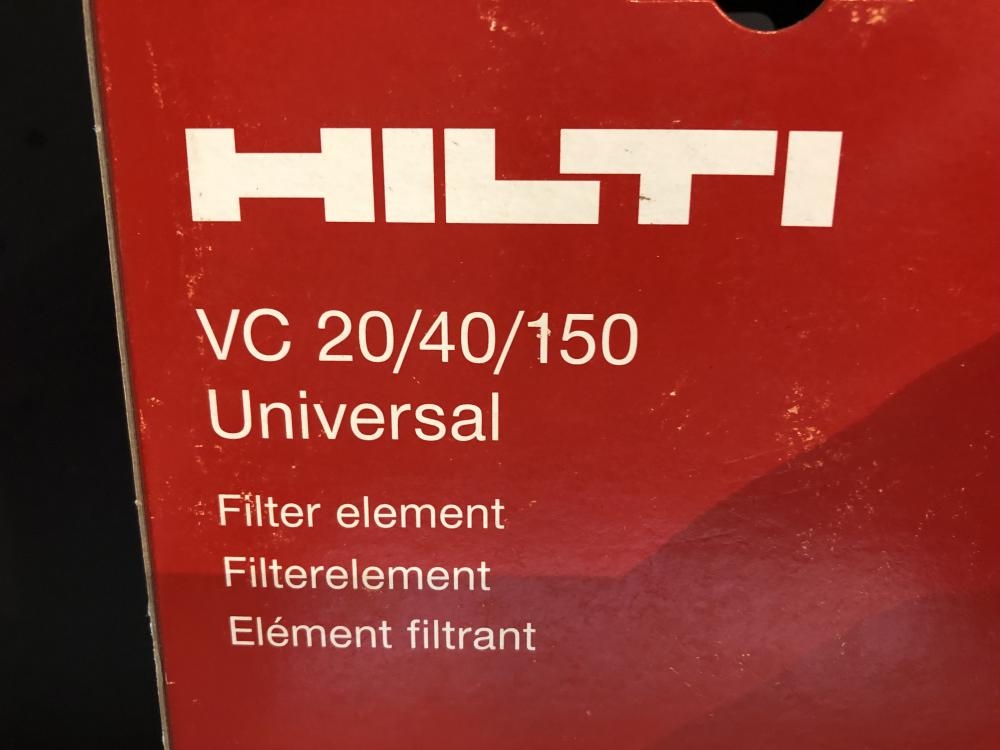 HILTI
VC 20/40/150
Universal
Filter element
Filterelement
Elément filtrant